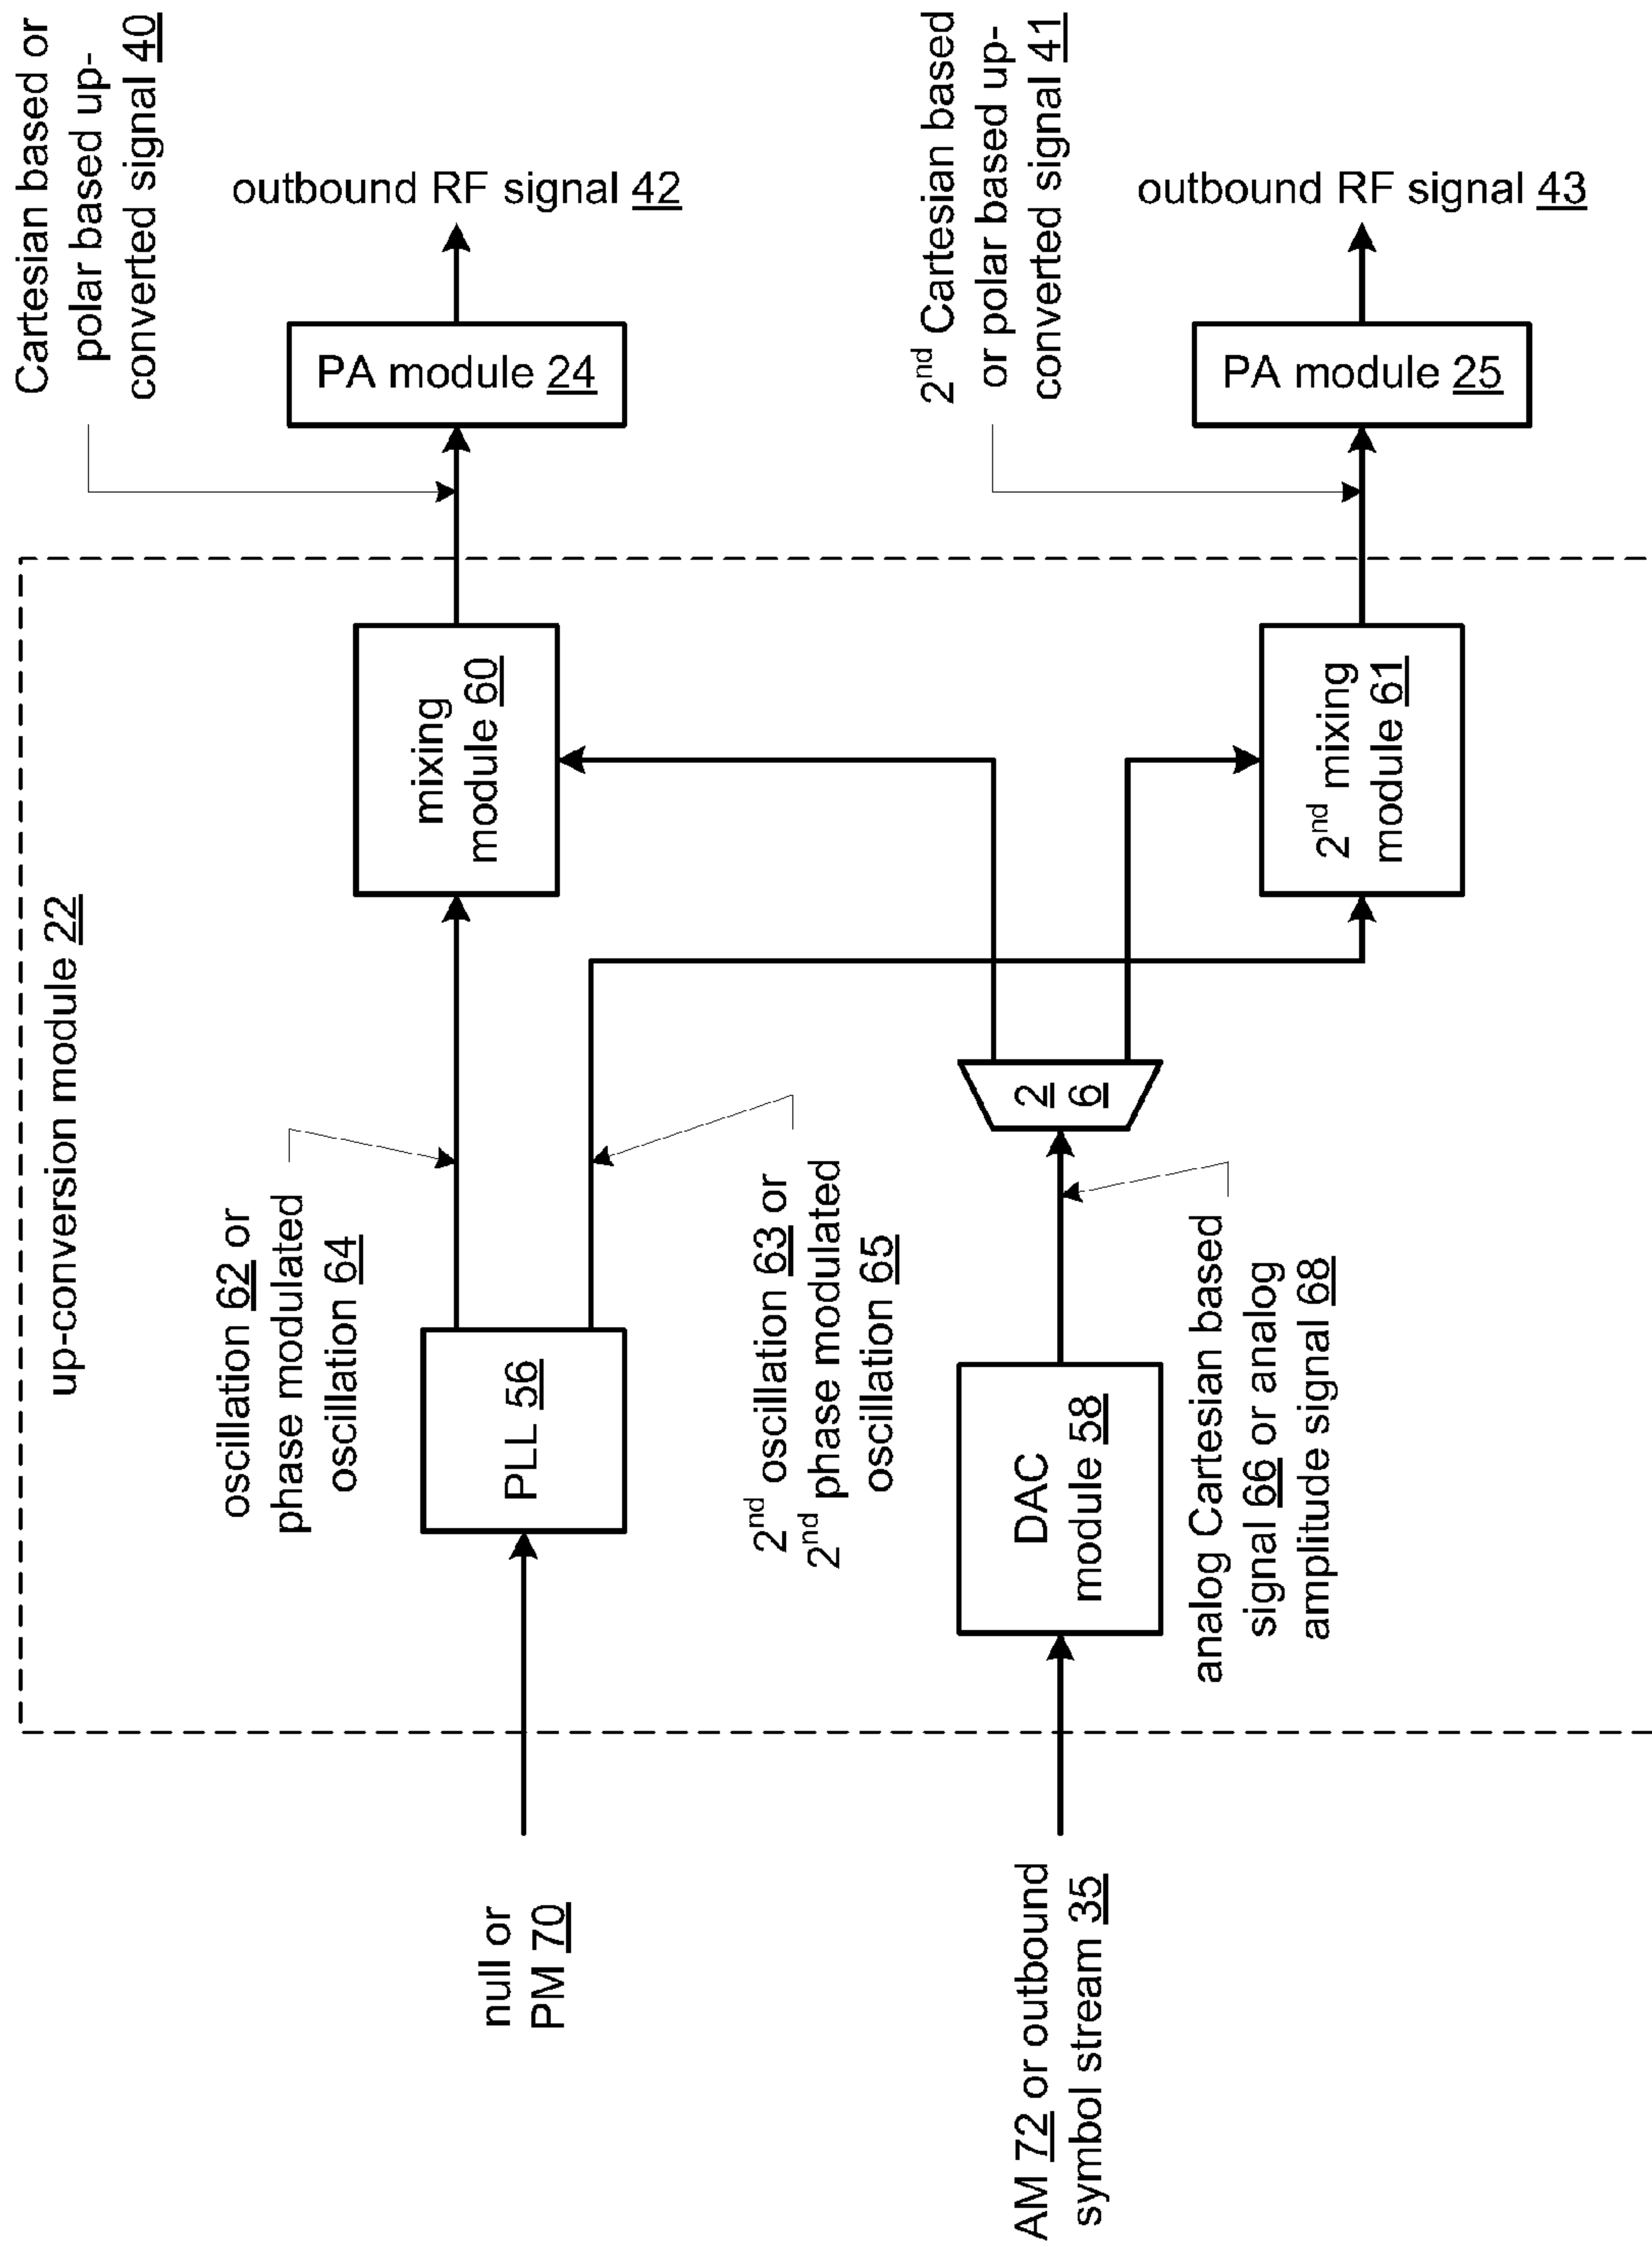 up-conversion module 22
null or
PM 70
PLL 56
oscillation 62 or
phase modulated
oscillation 64
2nd oscillation 63 or
2nd phase modulated
oscillation 65
mixing
module 60
Cartesian based or
polar based up-
converted signal 40
PA module 24
outbound RF signal 42
AM 72 or outbound
symbol stream 35
DAC
module 58
analog Cartesian based
signal 66 or analog
amplitude signal 68
2
6
2nd mixing
module 61
2nd Cartesian based
or polar based up-
converted signal 41
PA module 25
outbound RF signal 43